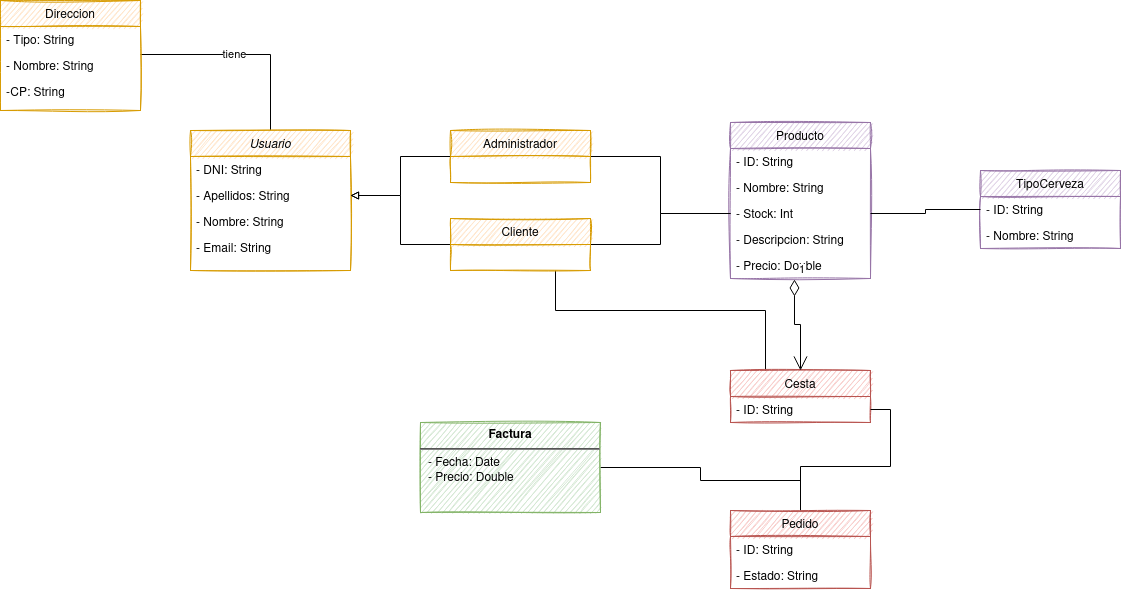 Direccion
- Tipo: String
- Nombre: String
-CP: String
tiene
Usuario
- DNI: String
- Apellidos: String
- Nombre: String
- Email: String
Administrador
Cliente
Producto
- ID: String
- Nombre: String
- Stock: Int
- Descripcion: String
- Precio: Double
1
TipoCerveza
- ID: String
- Nombre: String
Cesta
- ID: String
Factura
- Fecha: Date
- Precio: Double
Pedido
- ID: String
- Estado: String